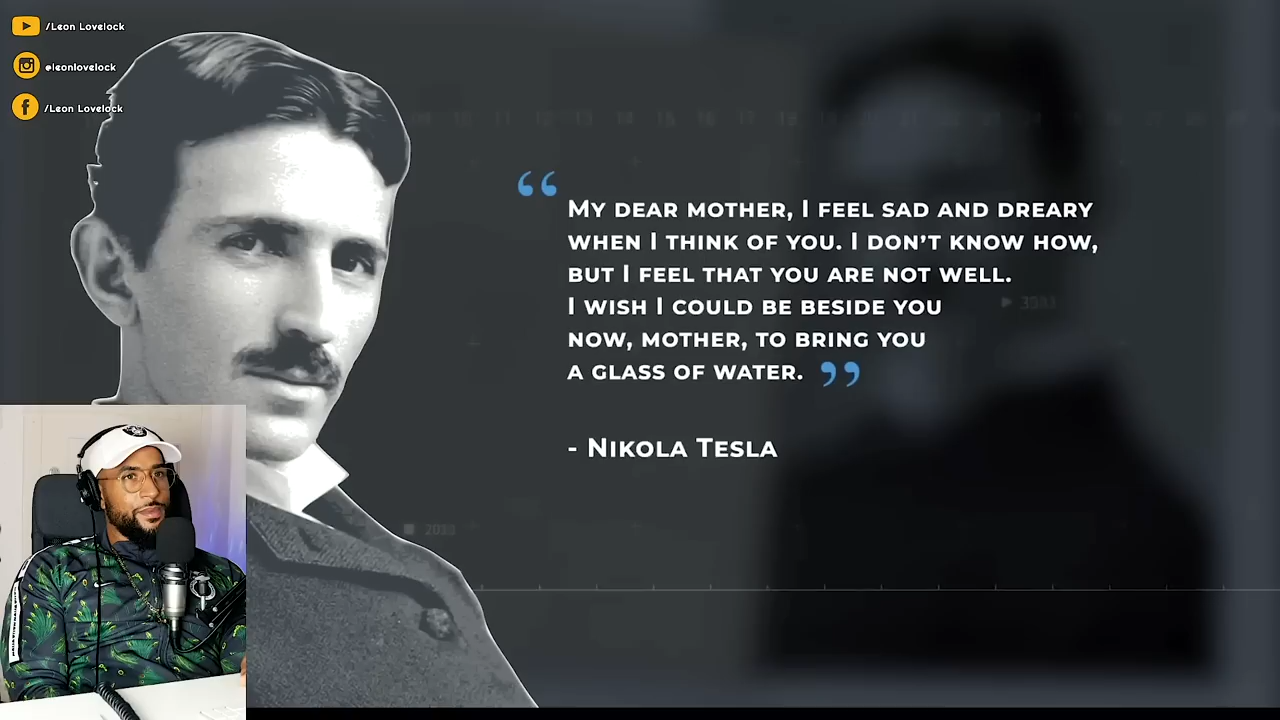 /Leon Lovelock
@leonlovelock
/Leon Lovelock
“MY DEAR MOTHER, I FEEL SAD AND DREARY
WHEN I THINK OF YOU. I DON’T KNOW HOW,
BUT I FEEL THAT YOU ARE NOT WELL.
I WISH I COULD BE BESIDE YOU
NOW, MOTHER, TO BRING YOU
A GLASS OF WATER.”
- NIKOLA TESLA